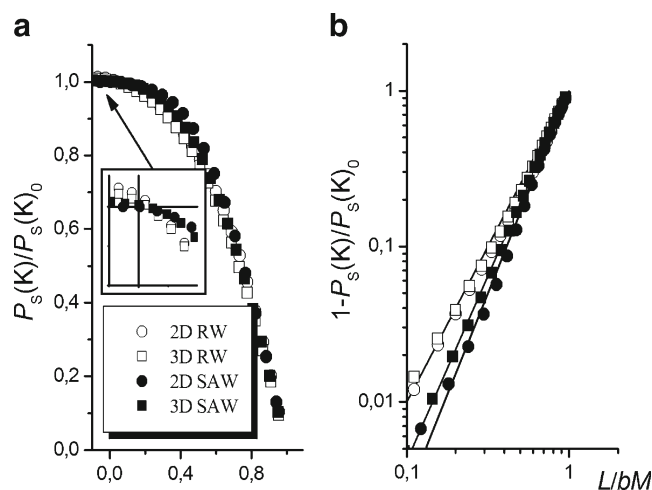 a
P_s(K)/P_s(K)_0
1,0
0,8
0,6
0,4
0,2
0,0
2D RW
3D RW
2D SAW
3D SAW
0,0 0,4 0,8
b
1-P_s(K)/P_s(K)_0
1
0,1
0,01
0,1 1 L/bM